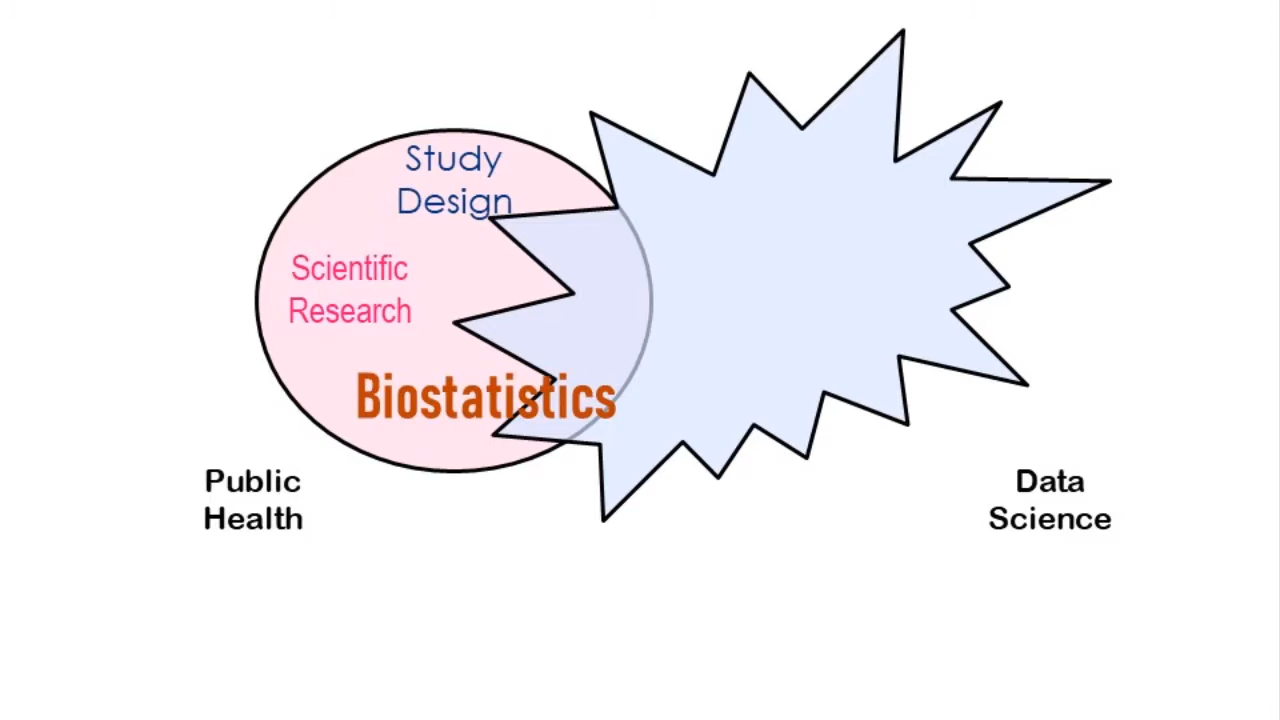 Study
Design
Scientific
Research
Biostatistics
Public
Health
Data
Science